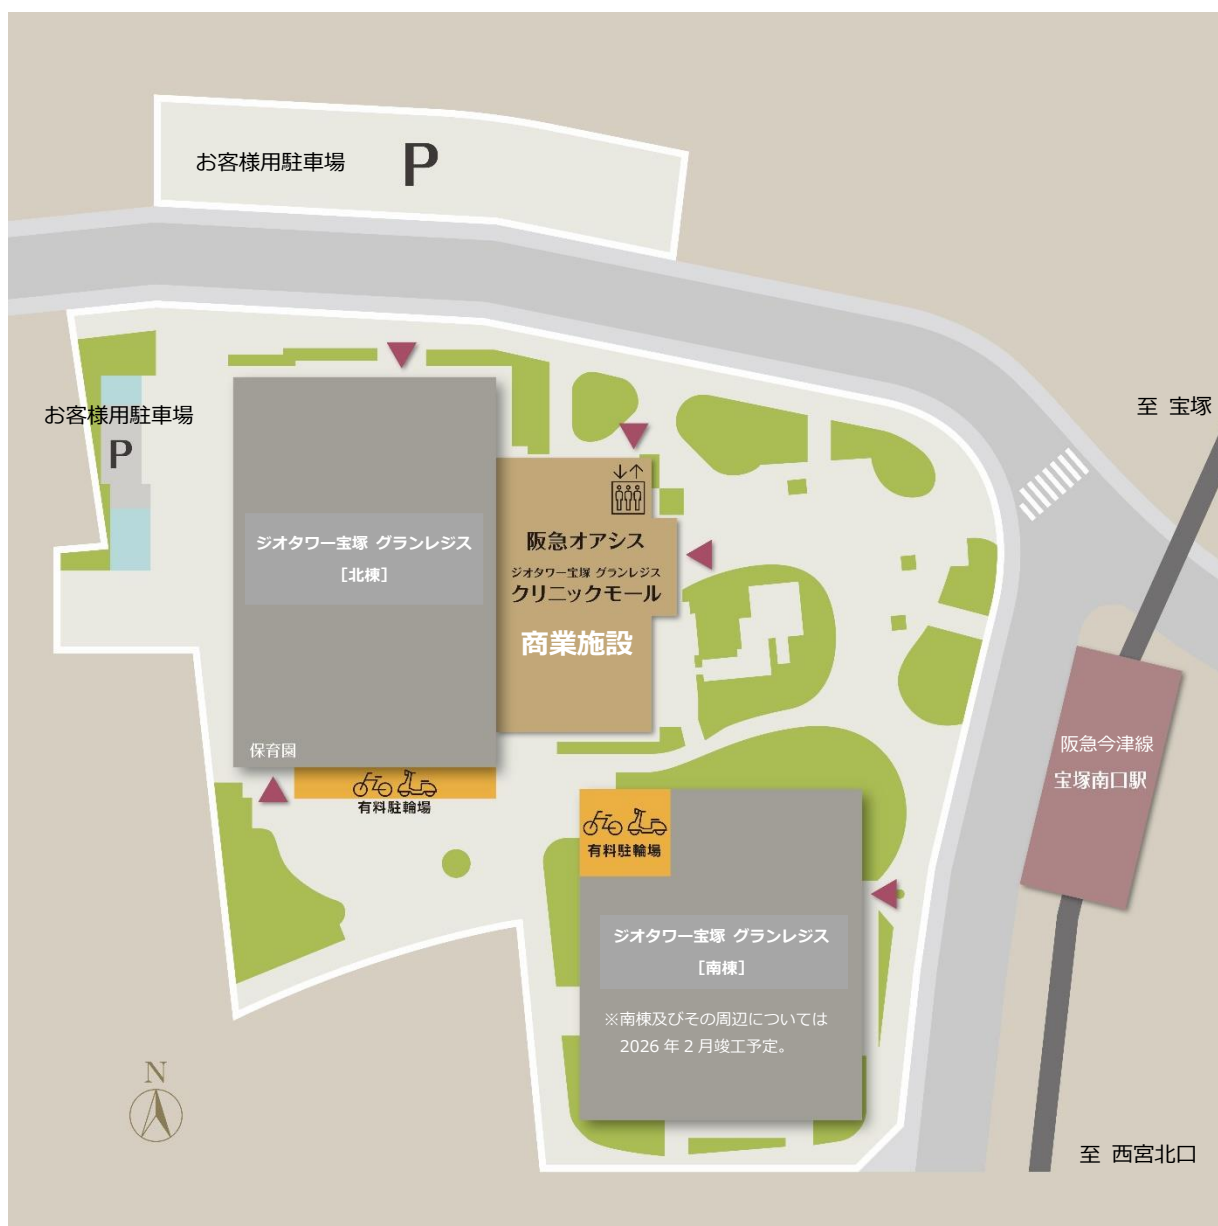 お客様用駐車場 P
至 宝塚
お客様用駐車場
P
ジオタワー宝塚 グランレジス
［北棟］
阪急オアシス
ジオタワー宝塚 グランレジス
クリニックモール
商業施設
保育園
有料駐輪場
阪急今津線
宝塚南口駅
有料駐輪場
ジオタワー宝塚 グランレジス
［南棟］
※南棟及びその周辺については
2026 年 2 月竣工予定。
N
至 西宮北口